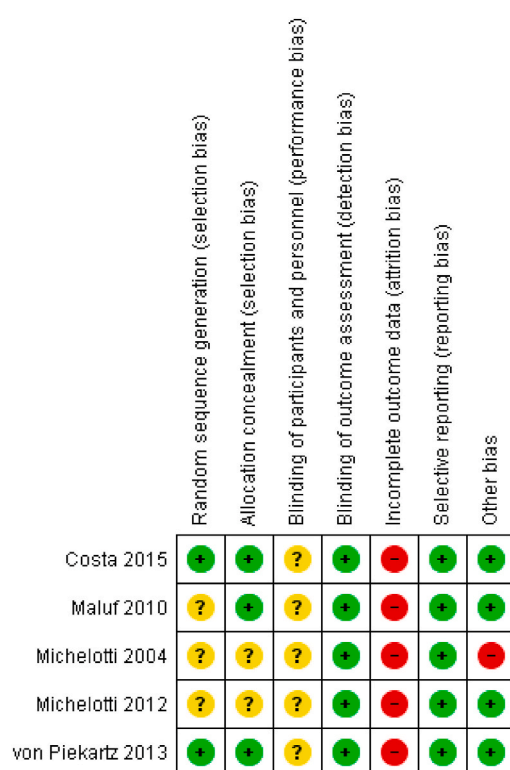 Random sequence generation (selection bias)
Allocation concealment (selection bias)
Blinding of participants and personnel (performance bias)
Blinding of outcome assessment (detection bias)
Incomplete outcome data (attrition bias)
Selective reporting (reporting bias)
Other bias
Costa 2015 + + ? + - + +
Maluf 2010 ? + ? + - + +
Michelotti 2004 ? ? ? + - + -
Michelotti 2012 ? ? ? + - + +
von Piekartz 2013 + + ? + - + +